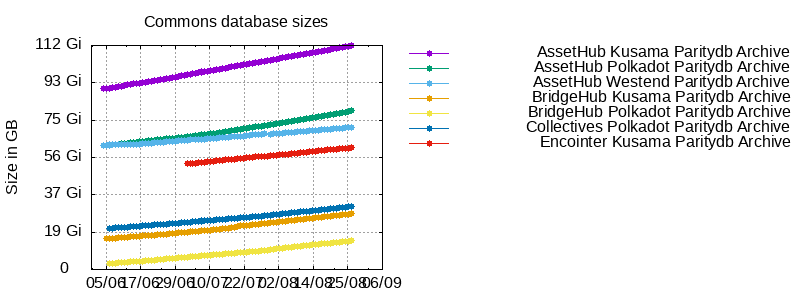 Commons database sizes
112 Gi
93 Gi
75 Gi
56 Gi
37 Gi
19 Gi
0
Size in GB
05/06 17/06 29/06 10/07 22/07 02/08 14/08 25/08 06/09
AssetHub Kusama Paritydb Archive
AssetHub Polkadot Paritydb Archive
AssetHub Westend Paritydb Archive
BridgeHub Kusama Paritydb Archive
BridgeHub Polkadot Paritydb Archive
Collectives Polkadot Paritydb Archive
Encointer Kusama Paritydb Archive